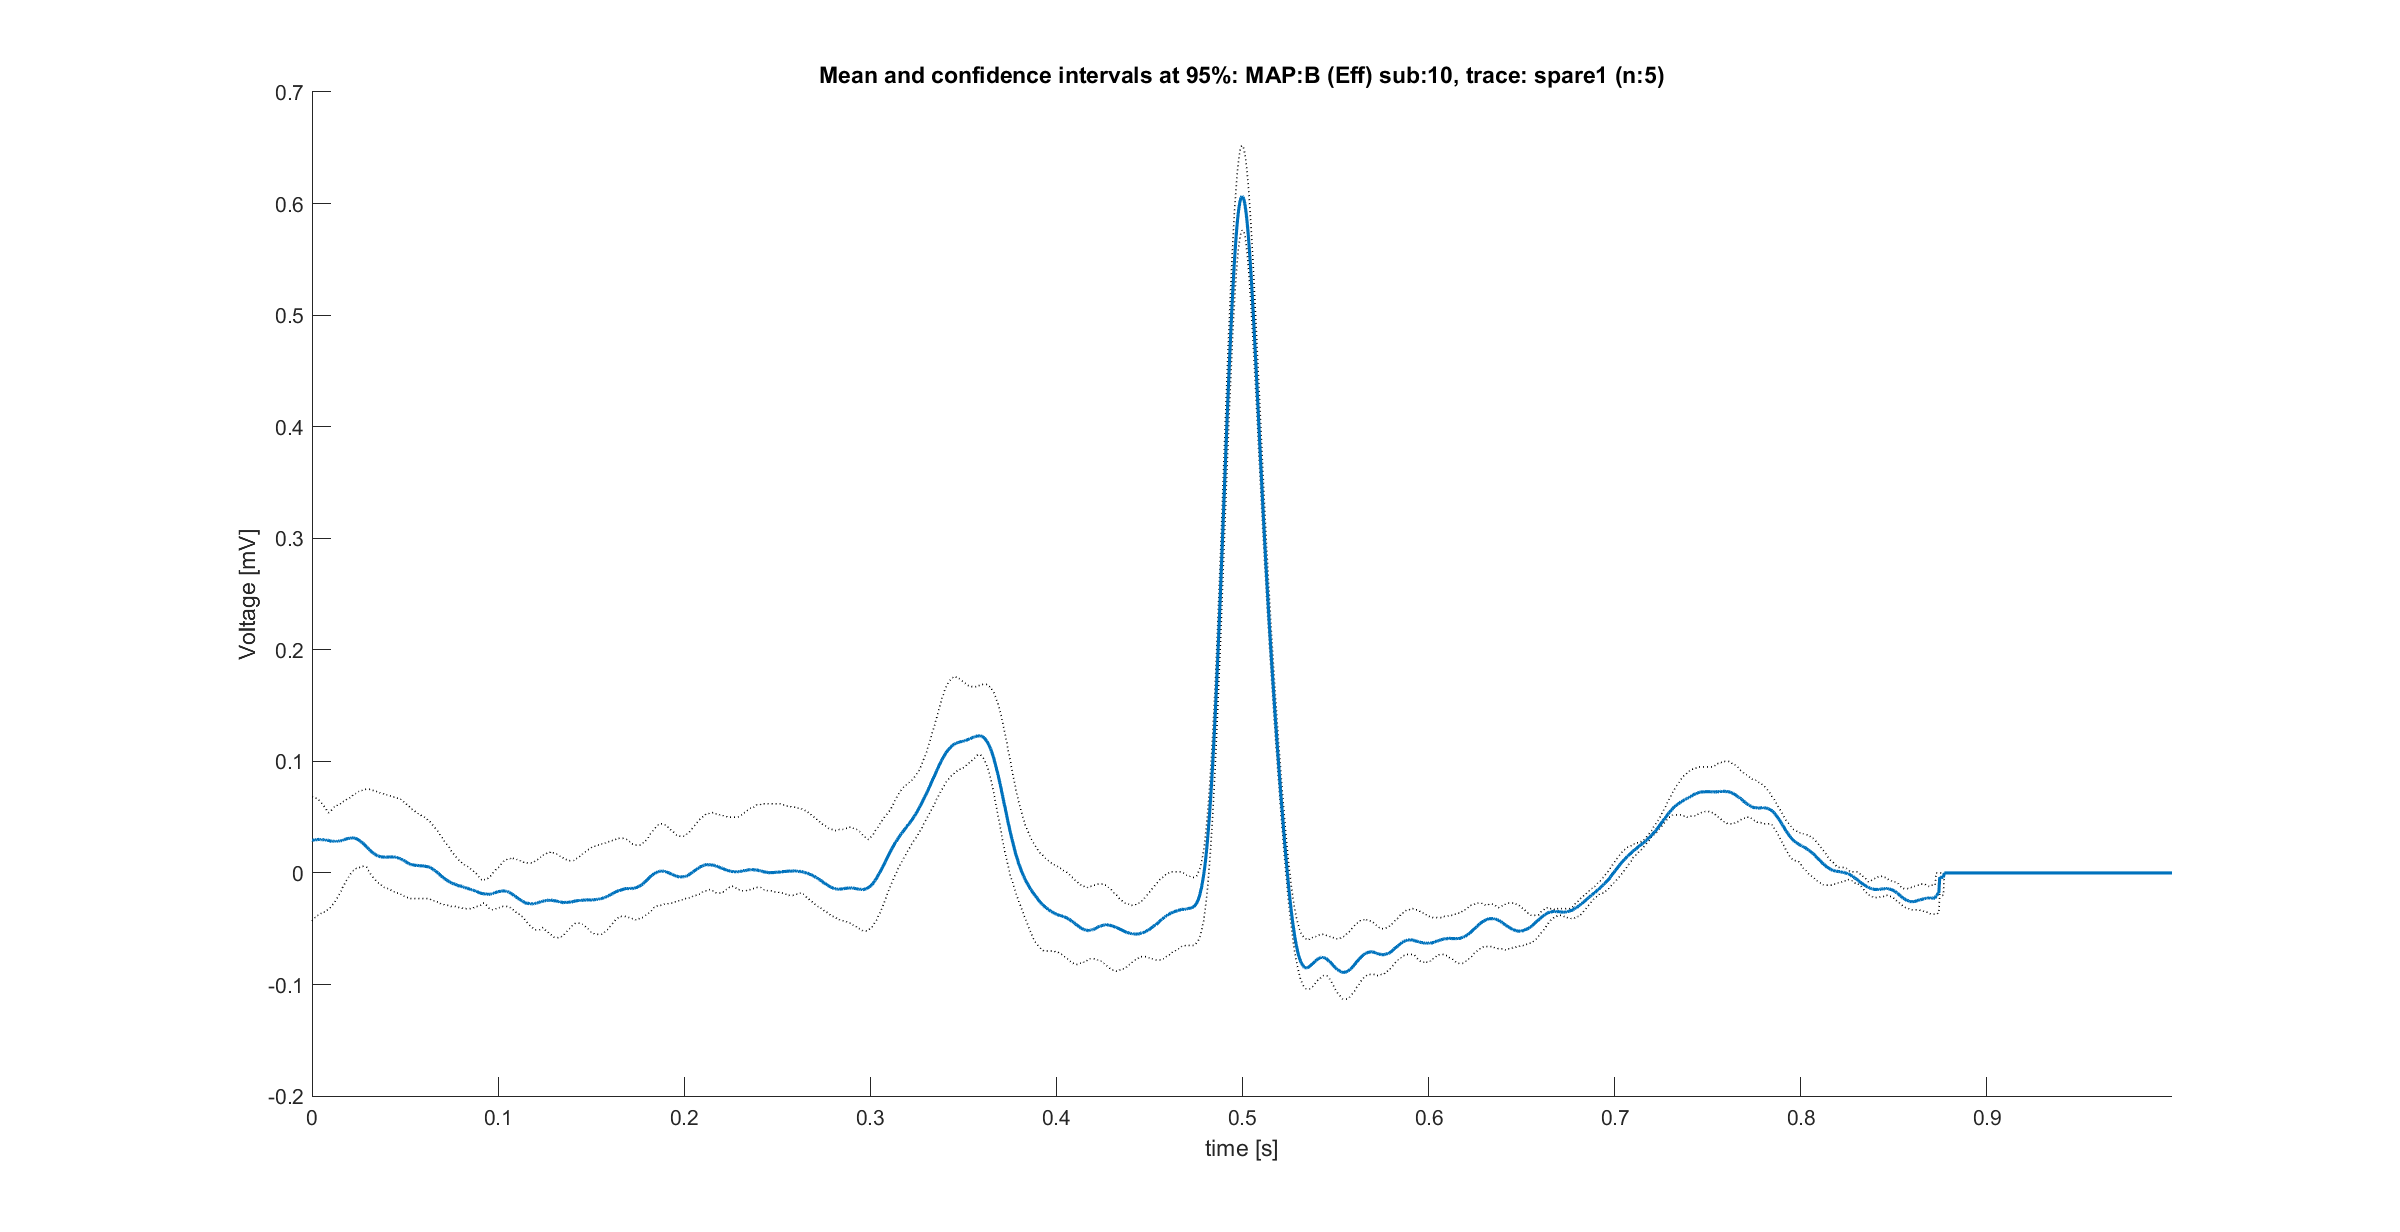 Mean and confidence intervals at 95%: MAP:B (Eff) sub:10, trace: spare1 (n:5)
0.7
0.6
0.5
0.4
0.3
0.2
0.1
0
-0.1
-0.2
Voltage [mV]
0 0.1 0.2 0.3 0.4 0.5 0.6 0.7 0.8 0.9
time [s]